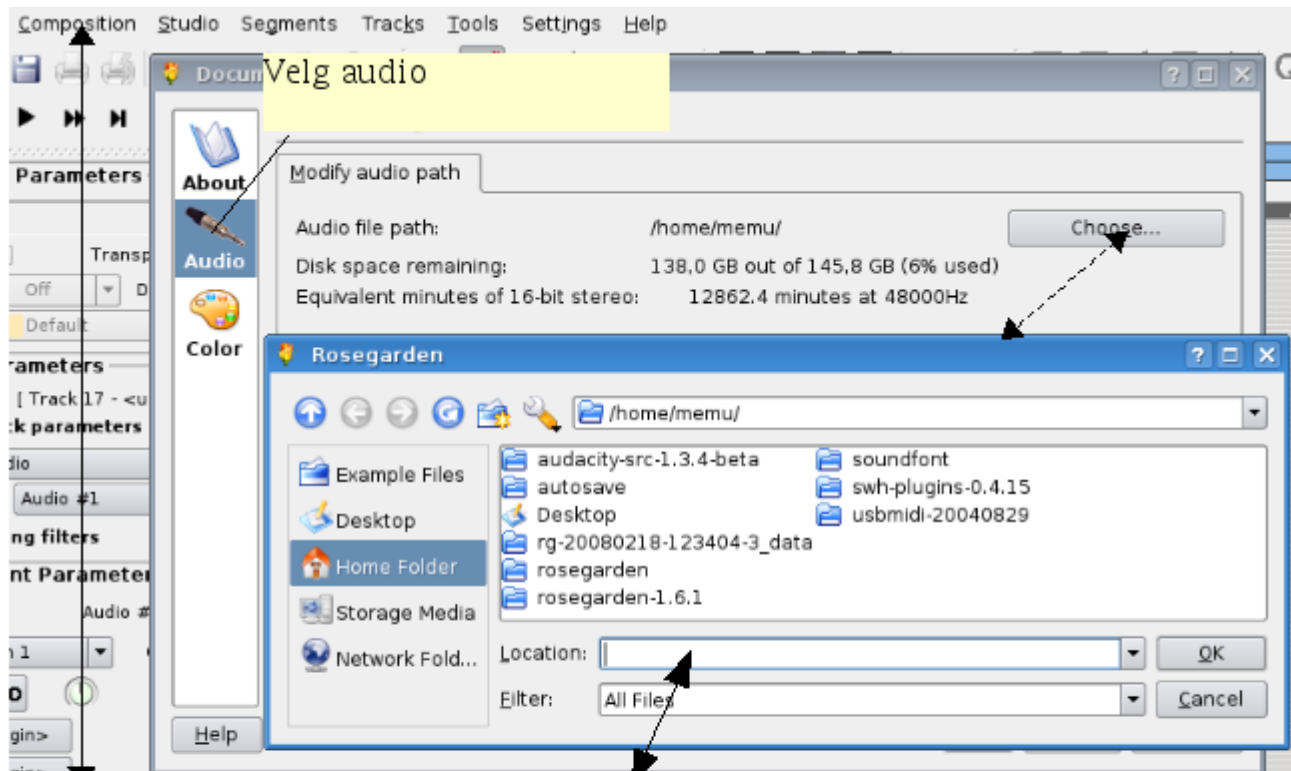 Composition Studio Segments Tracks Tools Settings Help
Velg audio
Docum
Parameters
About
Modify audio path
Audio file path: /home/memu/ Choose...
Transp
Audio
Disk space remaining: 138,0 GB out of 145,8 GB (6% used)
Off D
Equivalent minutes of 16-bit stereo: 12862.4 minutes at 48000Hz
Default
Color
Rosegarden
rameters
[ Track 17 - <u
/home/memu/
ck parameters
dio
Example Files
audacity-src-1.3.4-beta soundfont
Audio #1
autosave swh-plugins-0.4.15
Desktop
Desktop usbmidi-20040829
ng filters
rg-20080218-123404-3_data
Home Folder
rosegarden
nt Parameter
rosegarden-1.6.1
Audio #
Storage Media
n 1
Network Fold...
Location: OK
Filter: All Files Cancel
gin>
Help